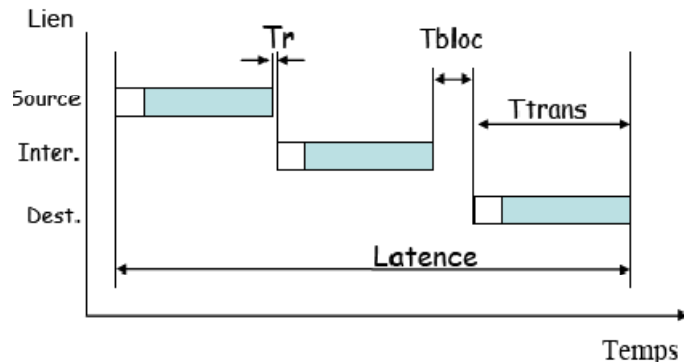 Lien
Tr
Tbloc
Source
Ttrans
Inter.
Dest.
Latence
Temps